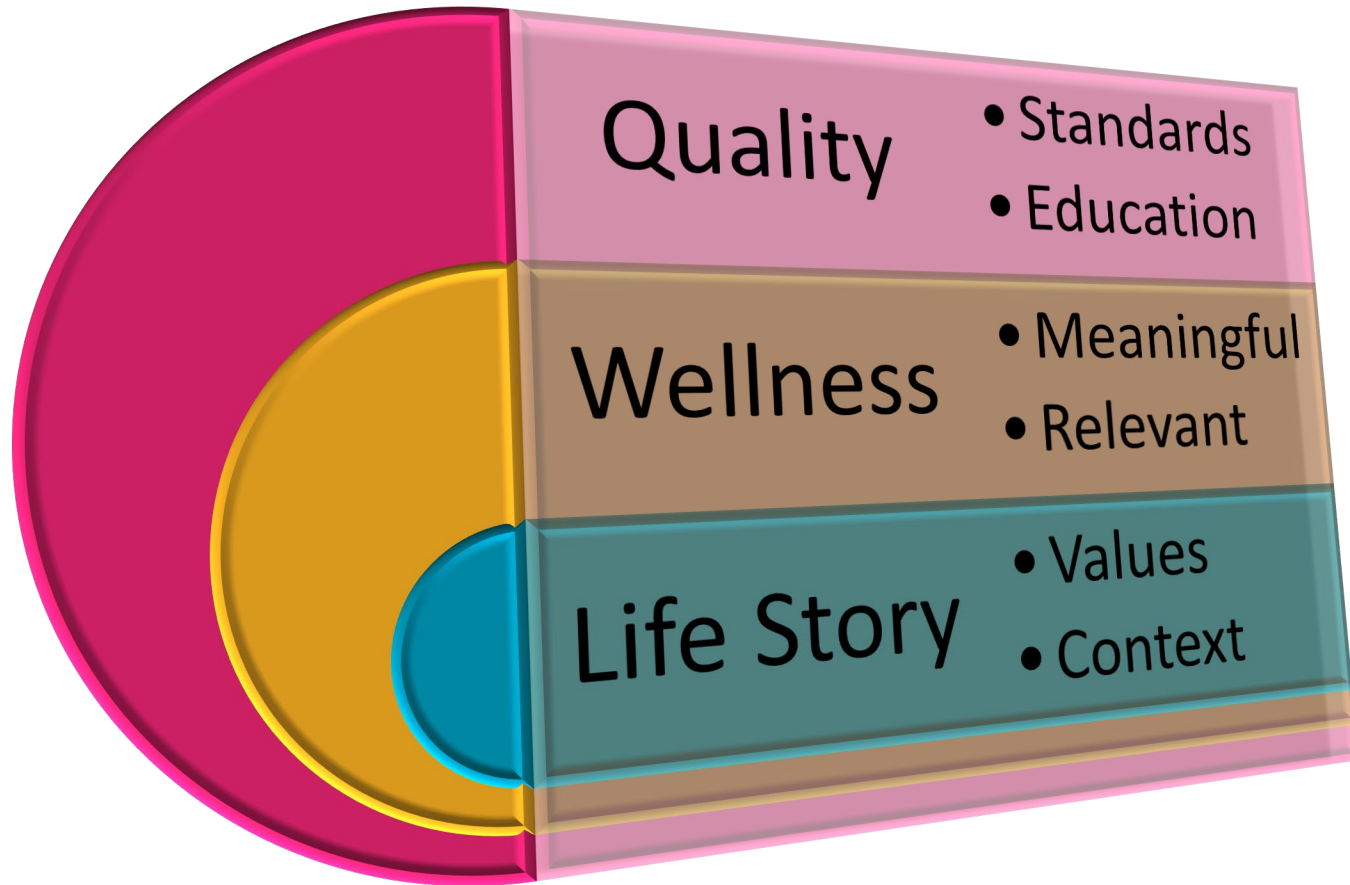 Quality
• Standards
• Education
Wellness
• Meaningful
• Relevant
Life Story
• Values
• Context